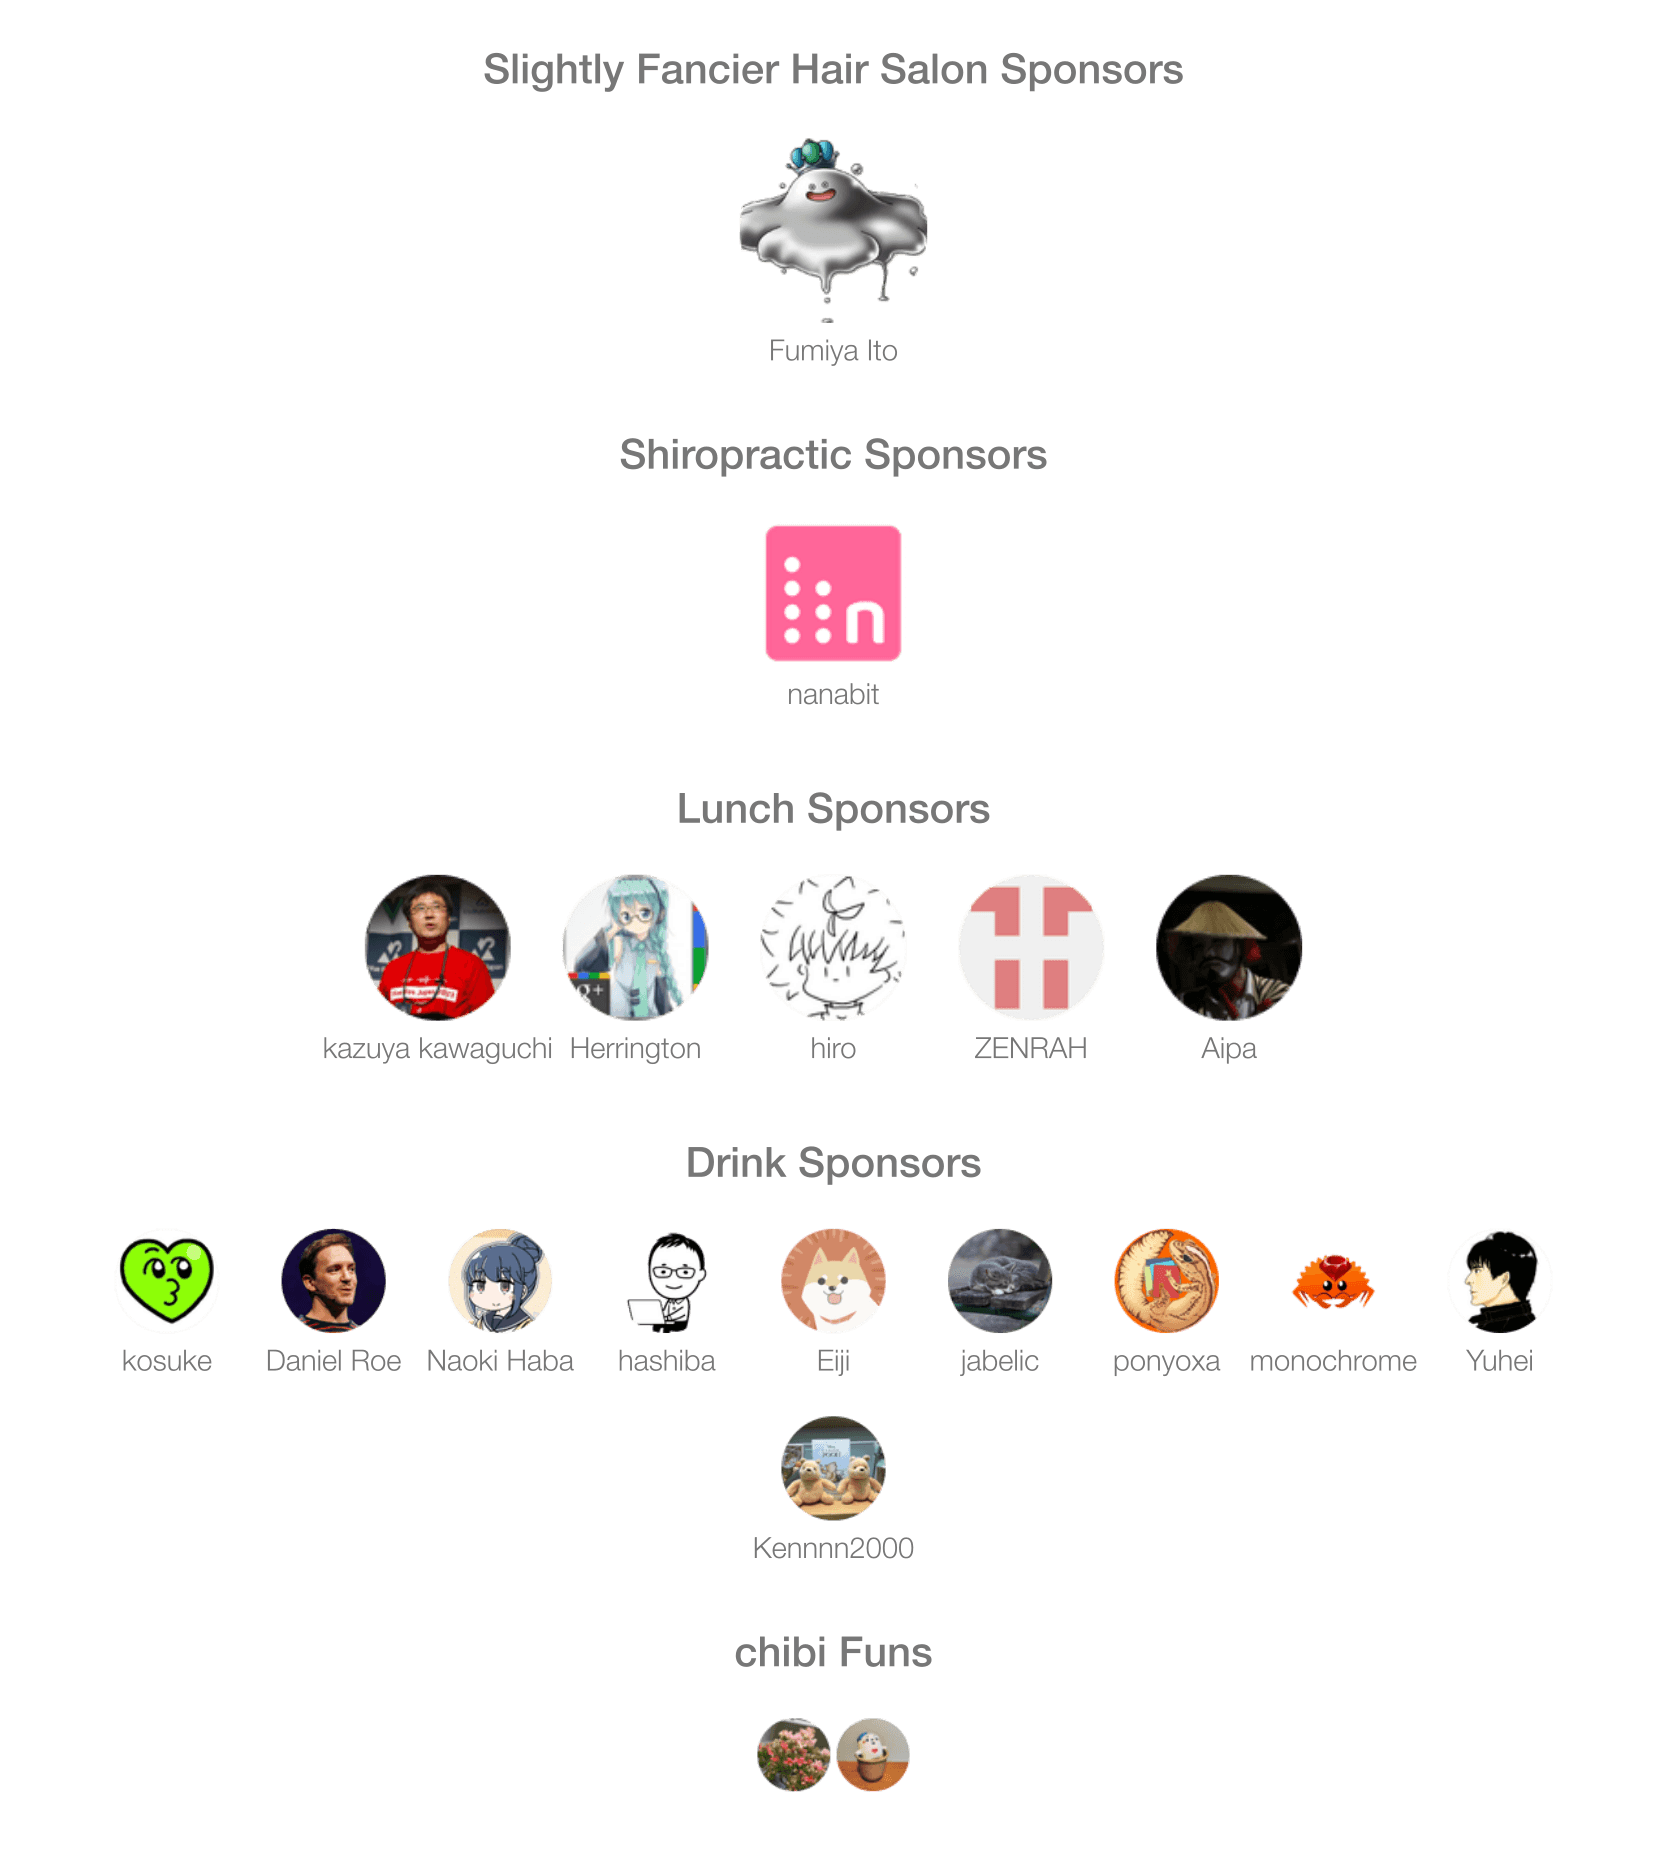 Slightly Fancier Hair Salon Sponsors
Fumiya Ito
Shiropractic Sponsors
n
nanabit
Lunch Sponsors
g+
kazuya kawaguchi Herrington hiro ZENRAH Aipa
Drink Sponsors
kosuke Daniel Roe Naoki Haba hashiba Eiji jabelic ponyoxa monochrome Yuhei
Kennnn2000
chibi Funs